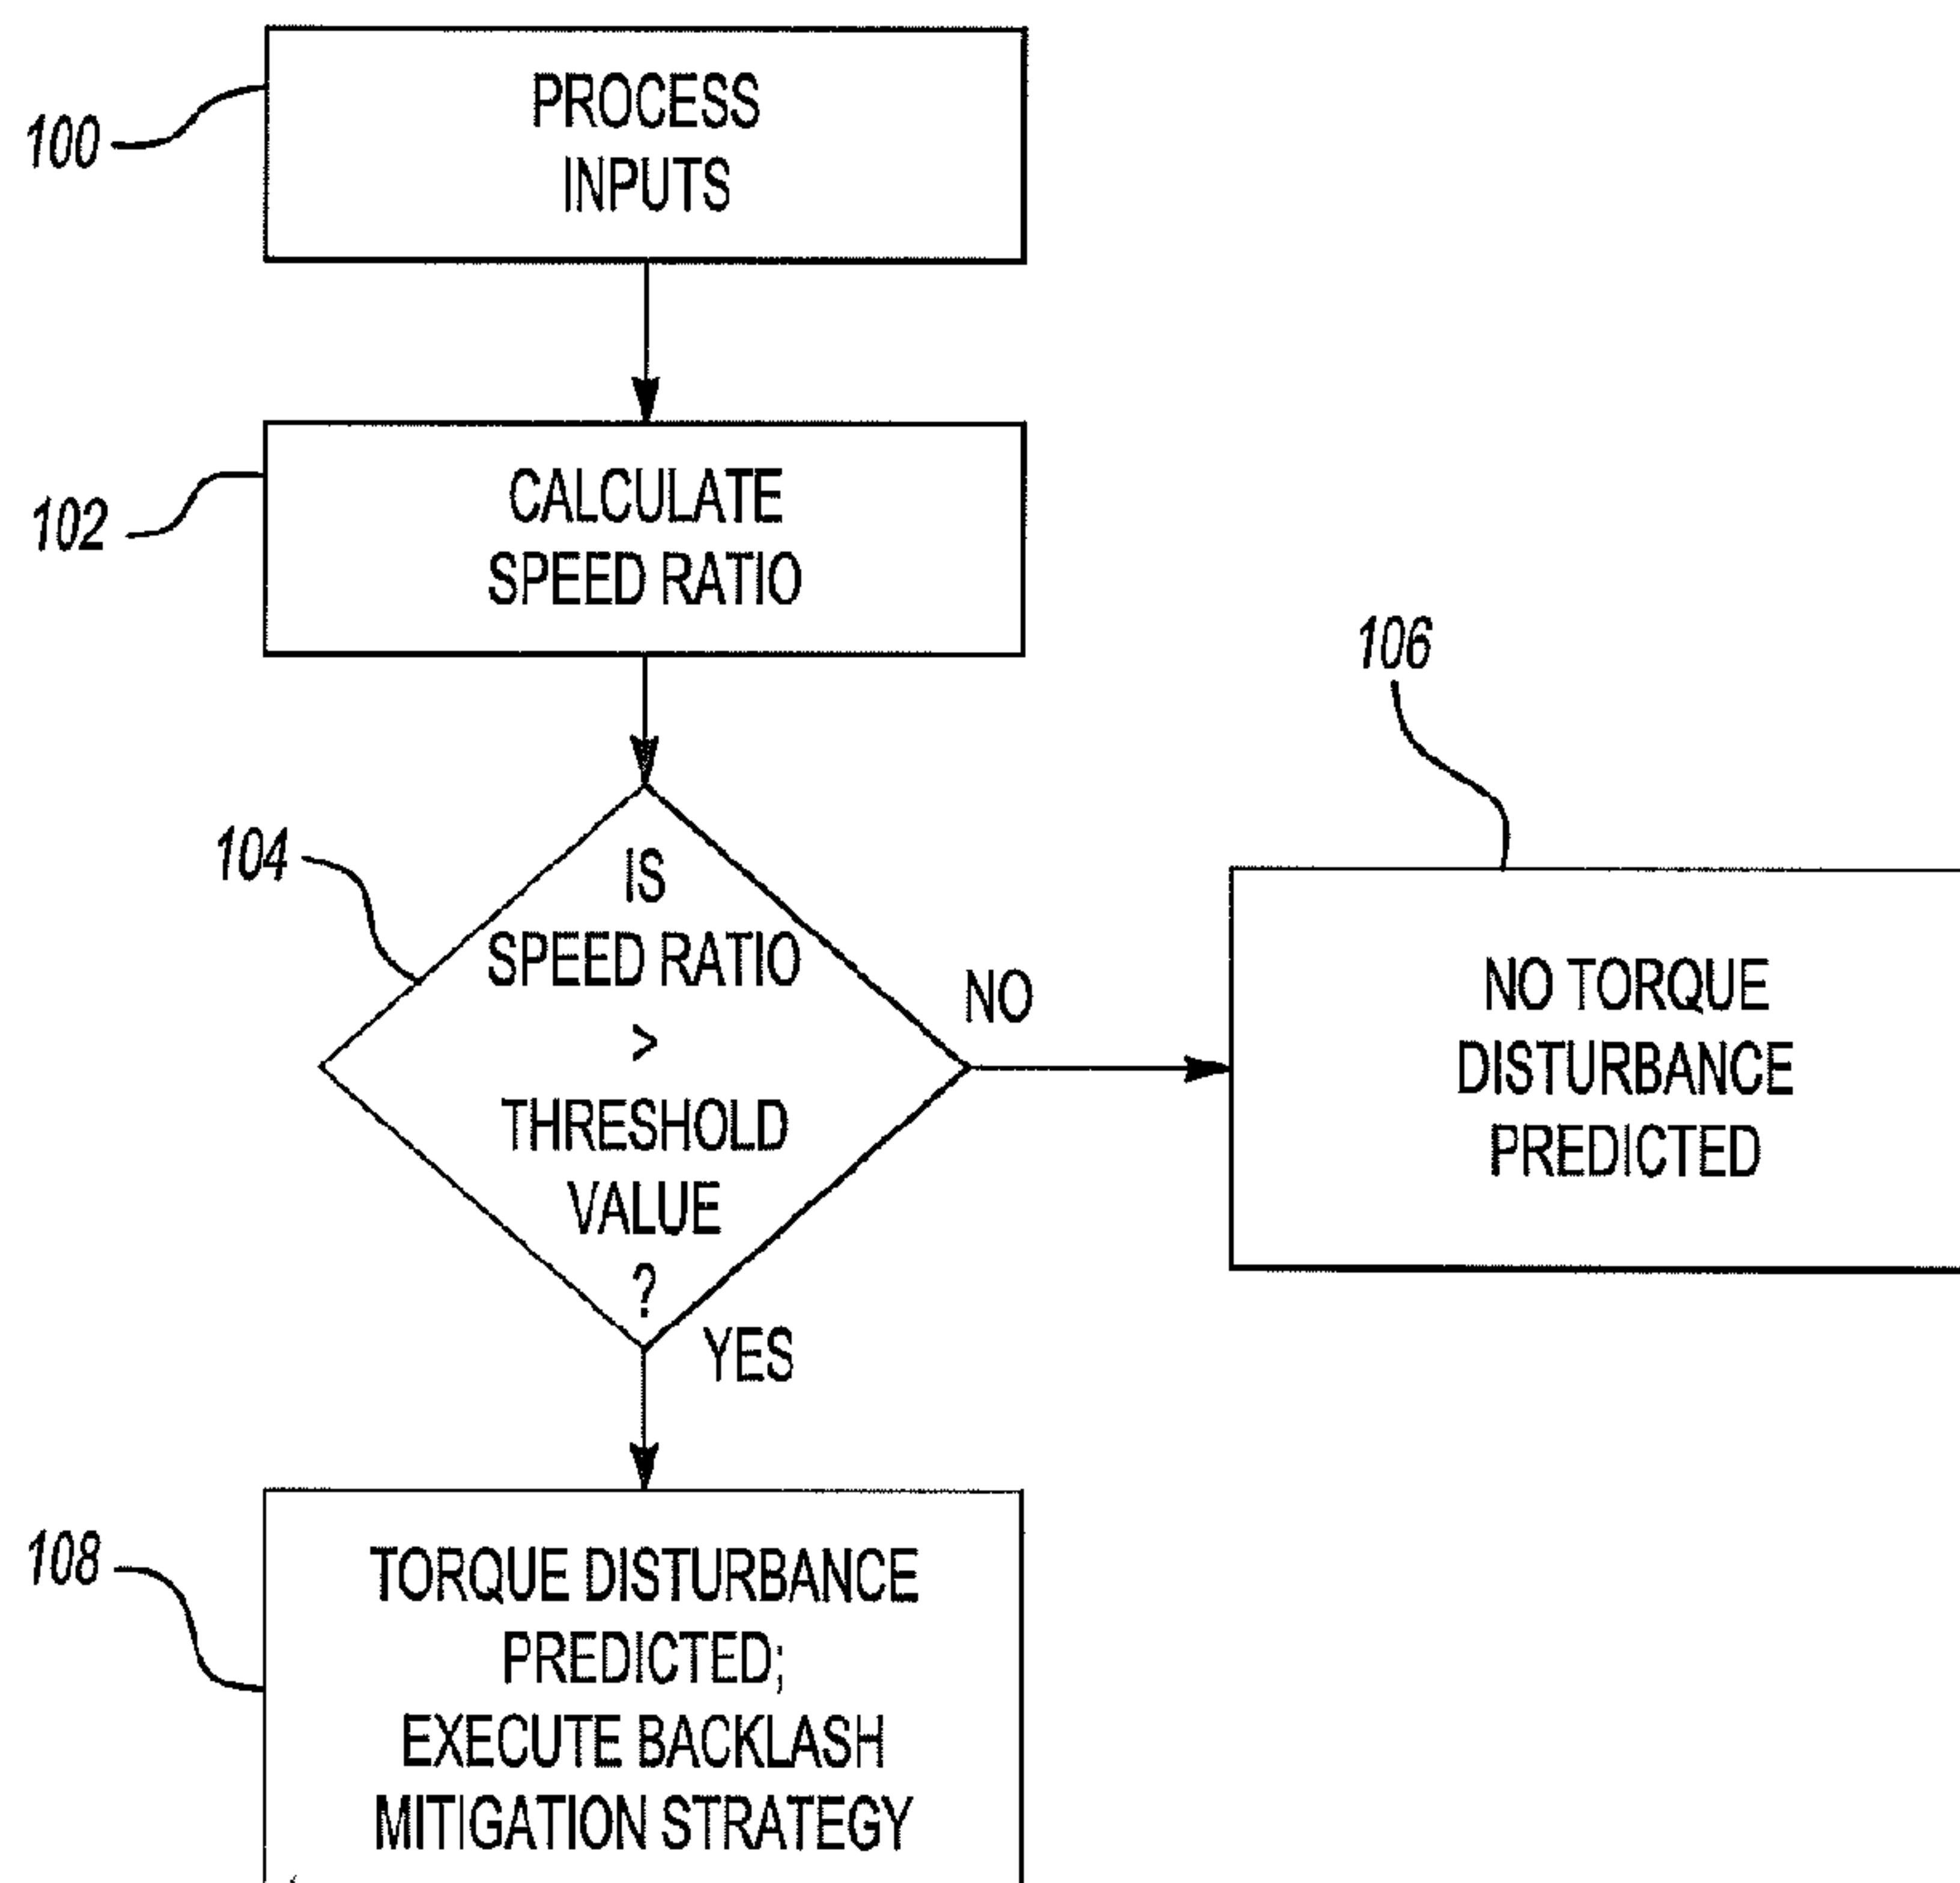 100
PROCESS
INPUTS
102
CALCULATE
SPEED RATIO
104
IS
SPEED RATIO
>
THRESHOLD
VALUE
?
NO
106
NO TORQUE
DISTURBANCE
PREDICTED
YES
108
TORQUE DISTURBANCE
PREDICTED;
EXECUTE BACKLASH
MITIGATION STRATEGY